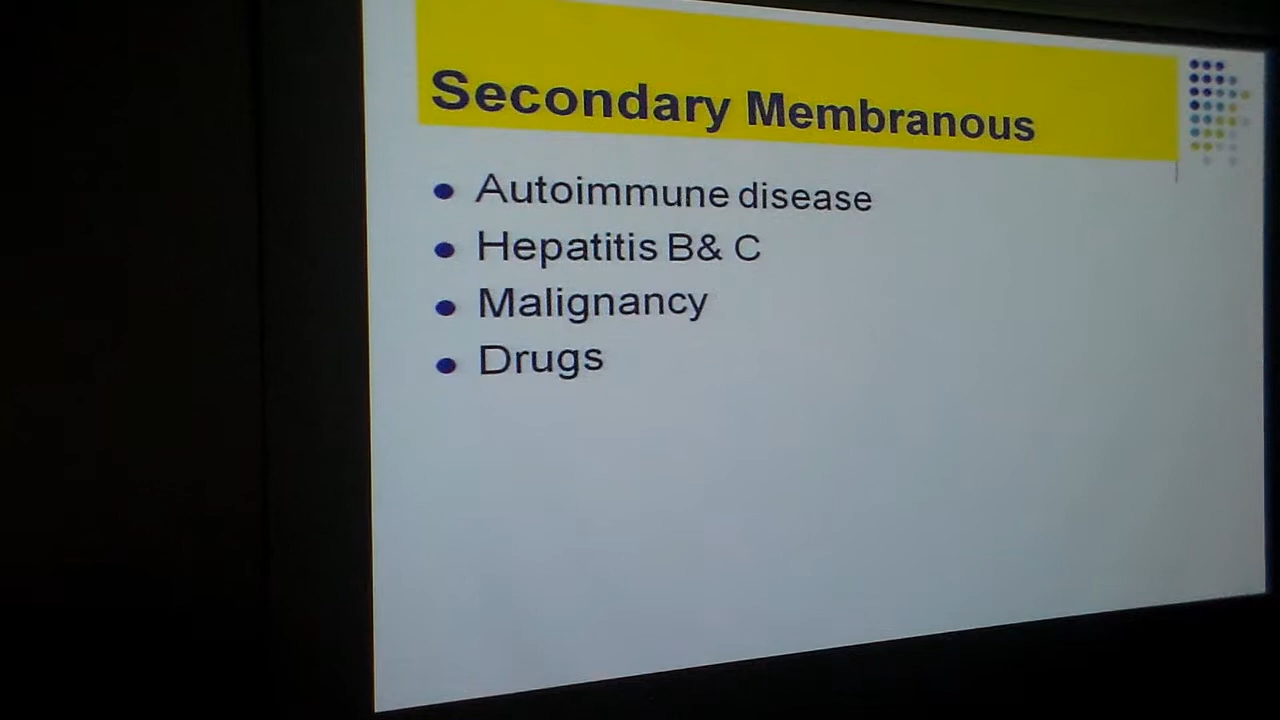 Secondary Membranous
Autoimmune disease
Hepatitis B& C
Malignancy
Drugs